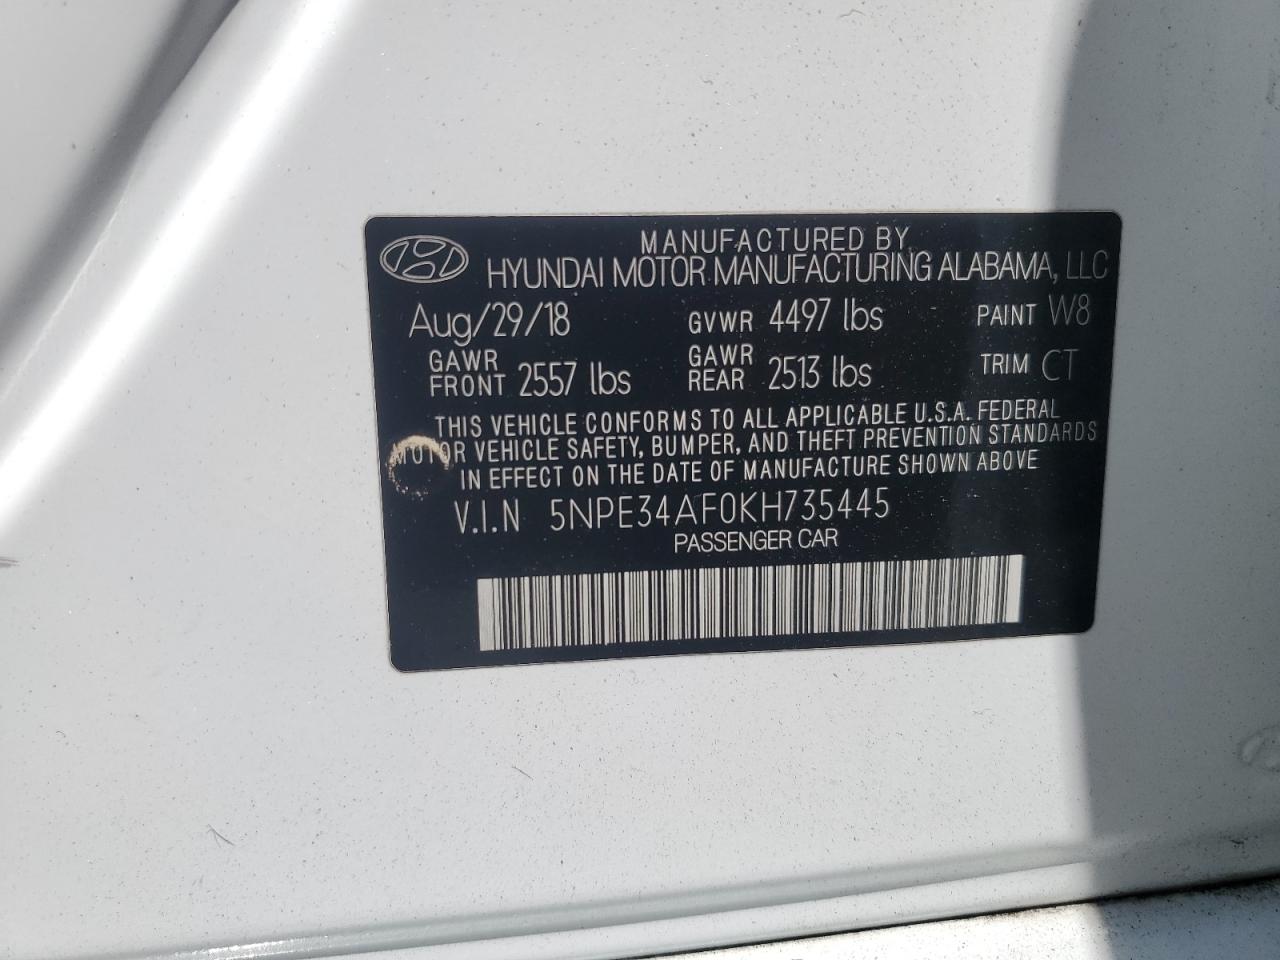 MANUFACTURED BY
HYUNDAI MOTOR MANUFACTURING ALABAMA, LLC
Aug/29/18 GVWR 4497 lbs PAINT W8
GAWR FRONT 2557 lbs GAWR REAR 2513 lbs TRIM CT
THIS VEHICLE CONFORMS TO ALL APPLICABLE U.S.A. FEDERAL
MOTOR VEHICLE SAFETY, BUMPER, AND THEFT PREVENTION STANDARDS
IN EFFECT ON THE DATE OF MANUFACTURE SHOWN ABOVE
V.I.N 5NPE34AF0KH735445
PASSENGER CAR